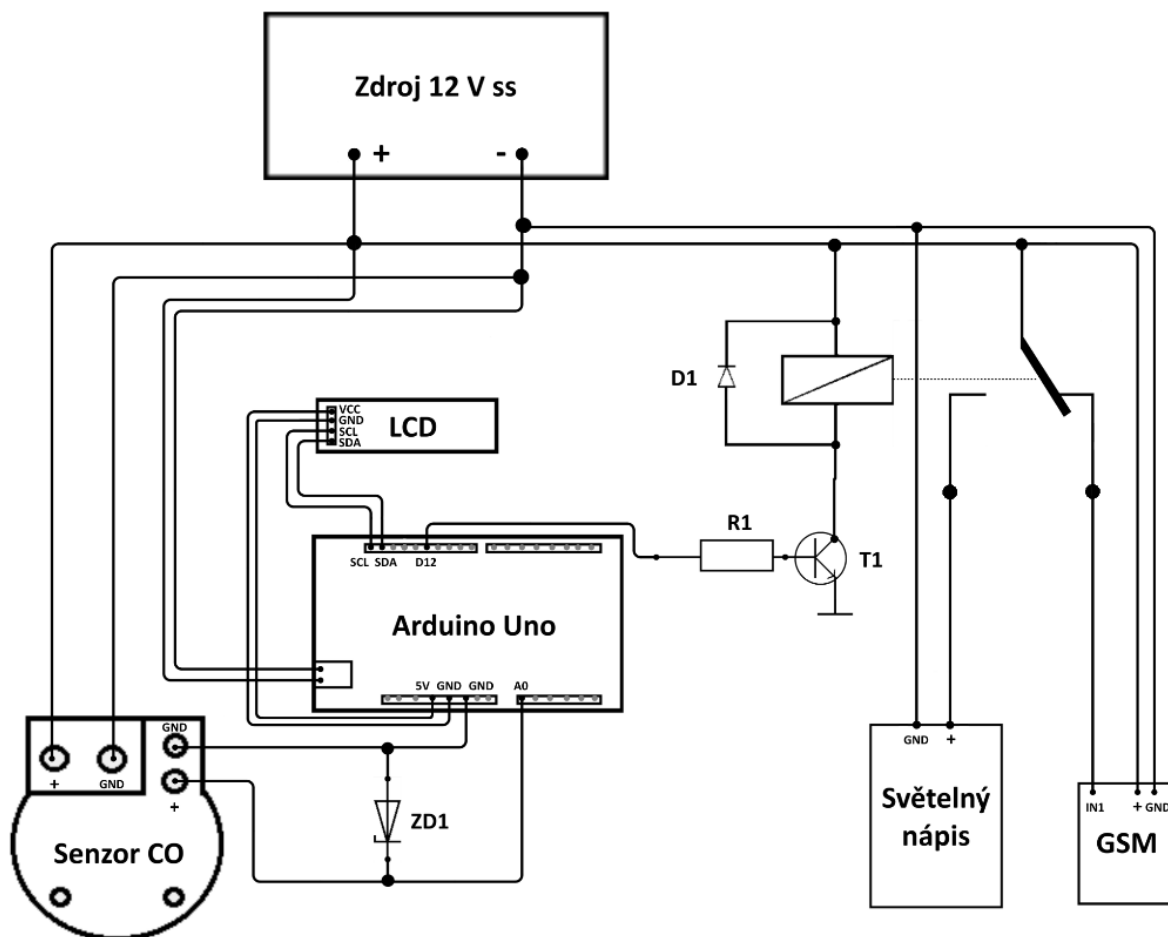 Zdroj 12 V ss
+ -
D1
VCC
GND
SCL
SDA
LCD
R1
T1
SCL SDA D12
Arduino Uno
5V GND GND A0
GND
+ GND
+
Senzor CO
ZD1
GND +
Světelný
nápis
IN1 + GND
GSM